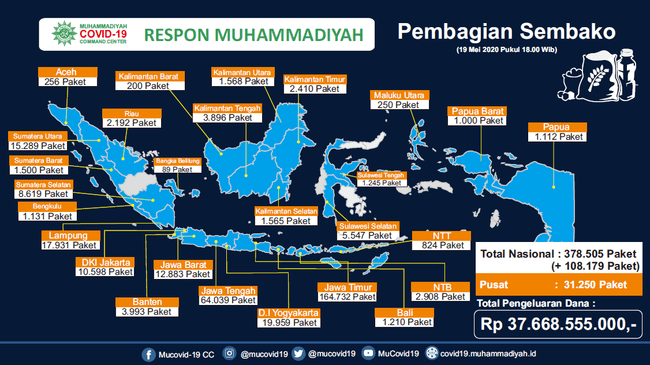 MUHAMMADIYAH
COVID-19
COMMAND CENTER
RESPON MUHAMMADIYAH
Pembagian Sembako
(19 Mei 2020 Pukul 18.00 Wib)
Aceh
256 Paket
Kalimantan Barat
200 Paket
Kalimantan Utara
1.568 Paket
Kalimantan Timur
2.410 Paket
Maluku Utara
250 Paket
Riau
2.192 Paket
Kalimantan Tengah
3.896 Paket
Papua Barat
1.000 Paket
Papua
1.112 Paket
Sumatera Utara
15.289 Paket
Sumatera Barat
1.500 Paket
Bengka Belitung
89 Paket
Sulawesi Tengah
1.245 Paket
Sumatera Selatan
8.619 Paket
Bengkulu
1.131 Paket
Kalimantan Selatan
1.565 Paket
Sulawesi Selatan
5.547 Paket
Lampung
17.931 Paket
NTT
824 Paket
DKI Jakarta
10.598 Paket
Jawa Barat
12.883 Paket
Banten
3.993 Paket
Jawa Tengah
64.039 Paket
D.I Yogyakarta
19.959 Paket
Jawa Timur
164.732 Paket
Bali
1.210 Paket
NTB
2.908 Paket
Total Nasional : 378.505 Paket
(+ 108.179 Paket)
Pusat : 31.250 Paket
Total Pengeluaran Dana :
Rp 37.668.555.000,-
Mucovid-19 CC
@mucovid19
@mucovid19
MuCovid19
covid19.muhammadiyah.id